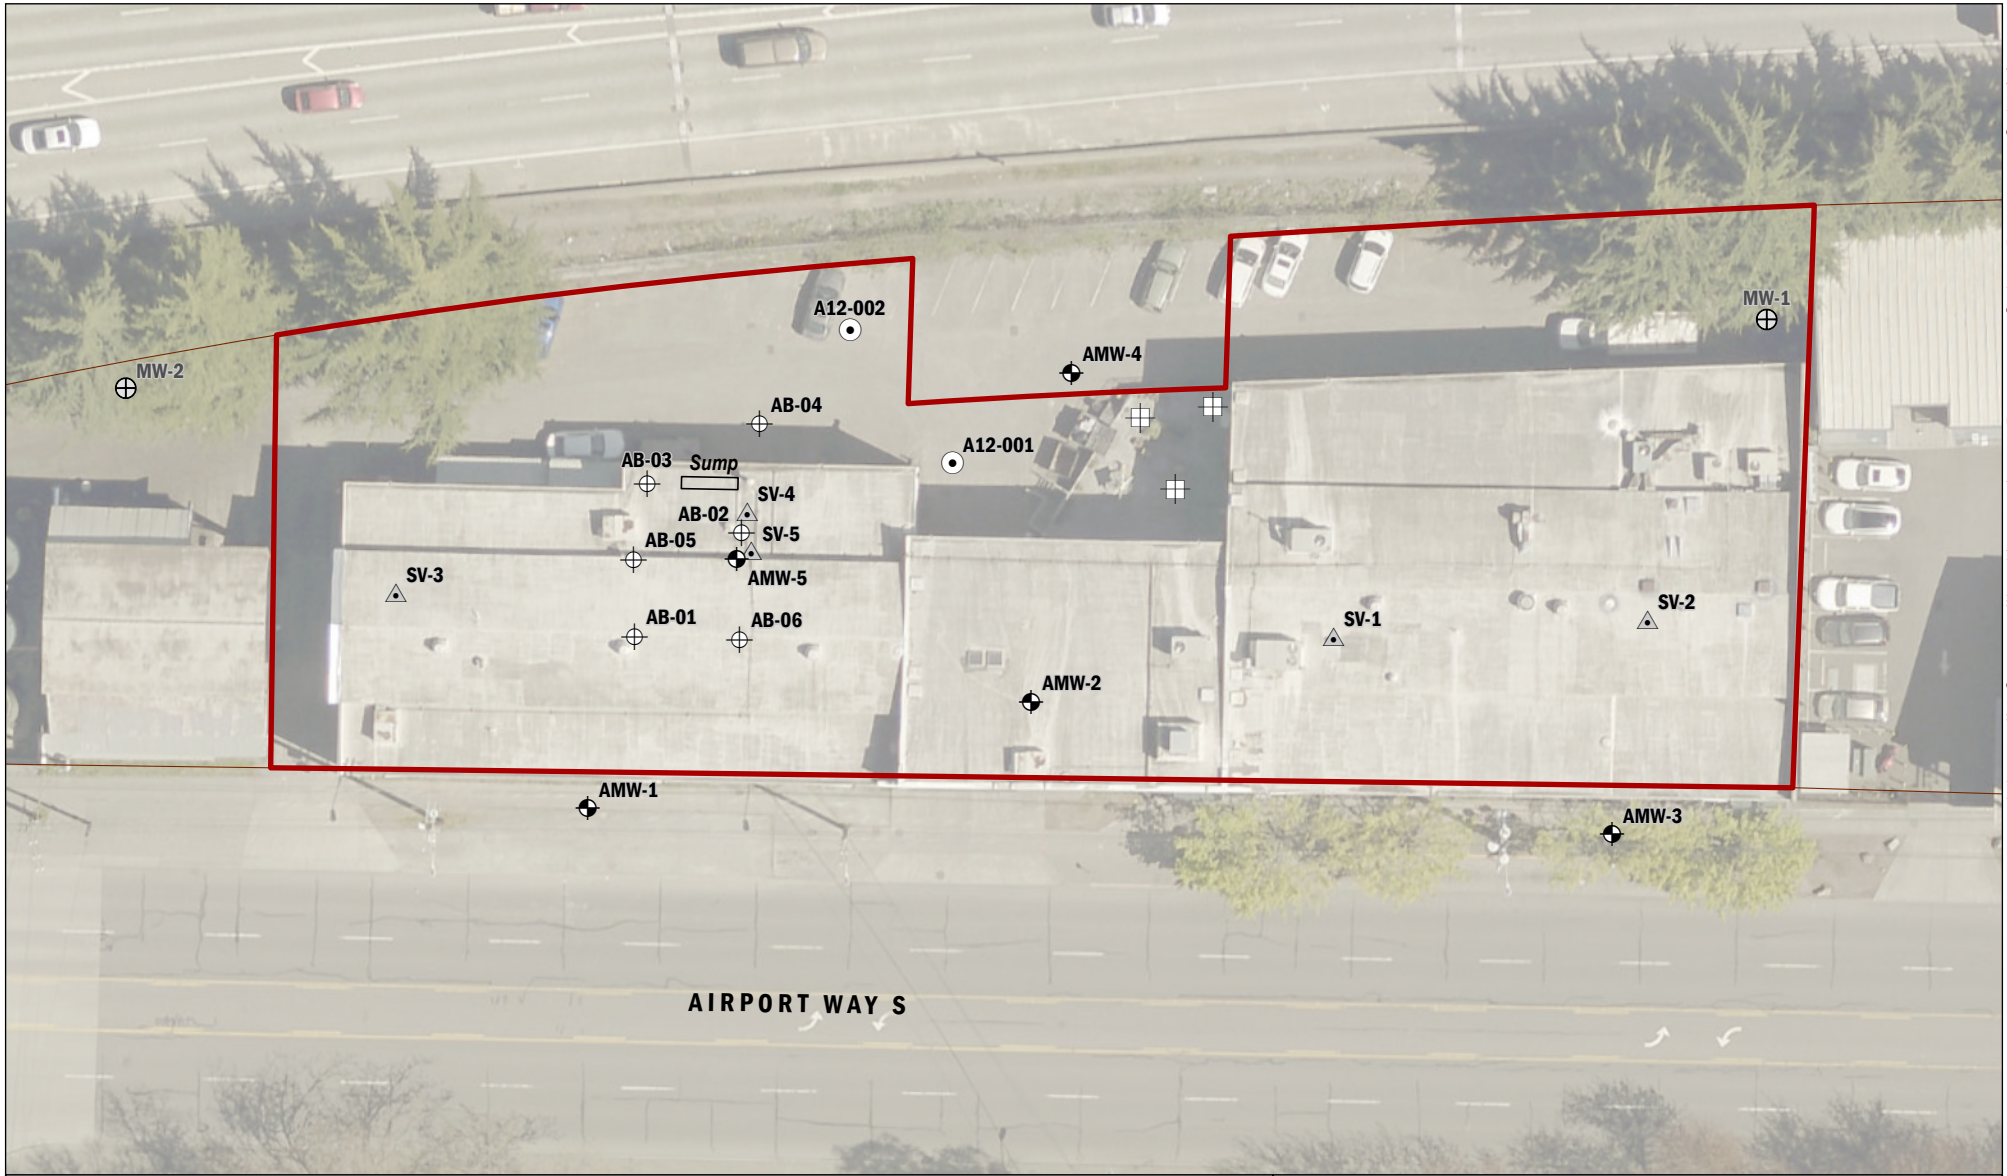 A12-002
MW-1
AMW-4
MW-2
AB-04
A12-001
AB-03
Sump
SV-4
AB-02
SV-5
AB-05
AMW-5
SV-3
AB-01
AB-06
SV-1
SV-2
AMW-2
AMW-1
AMW-3
AIRPORT WAY S